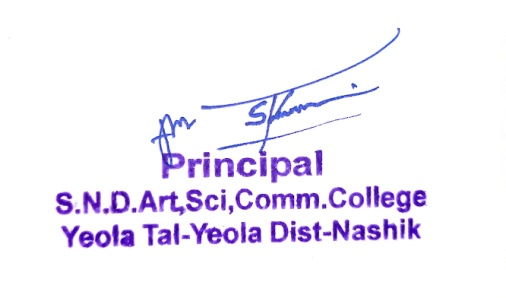 Principal
S.N.D.Art,Sci,Comm.College
Yeola Tal-Yeola Dist-Nashik